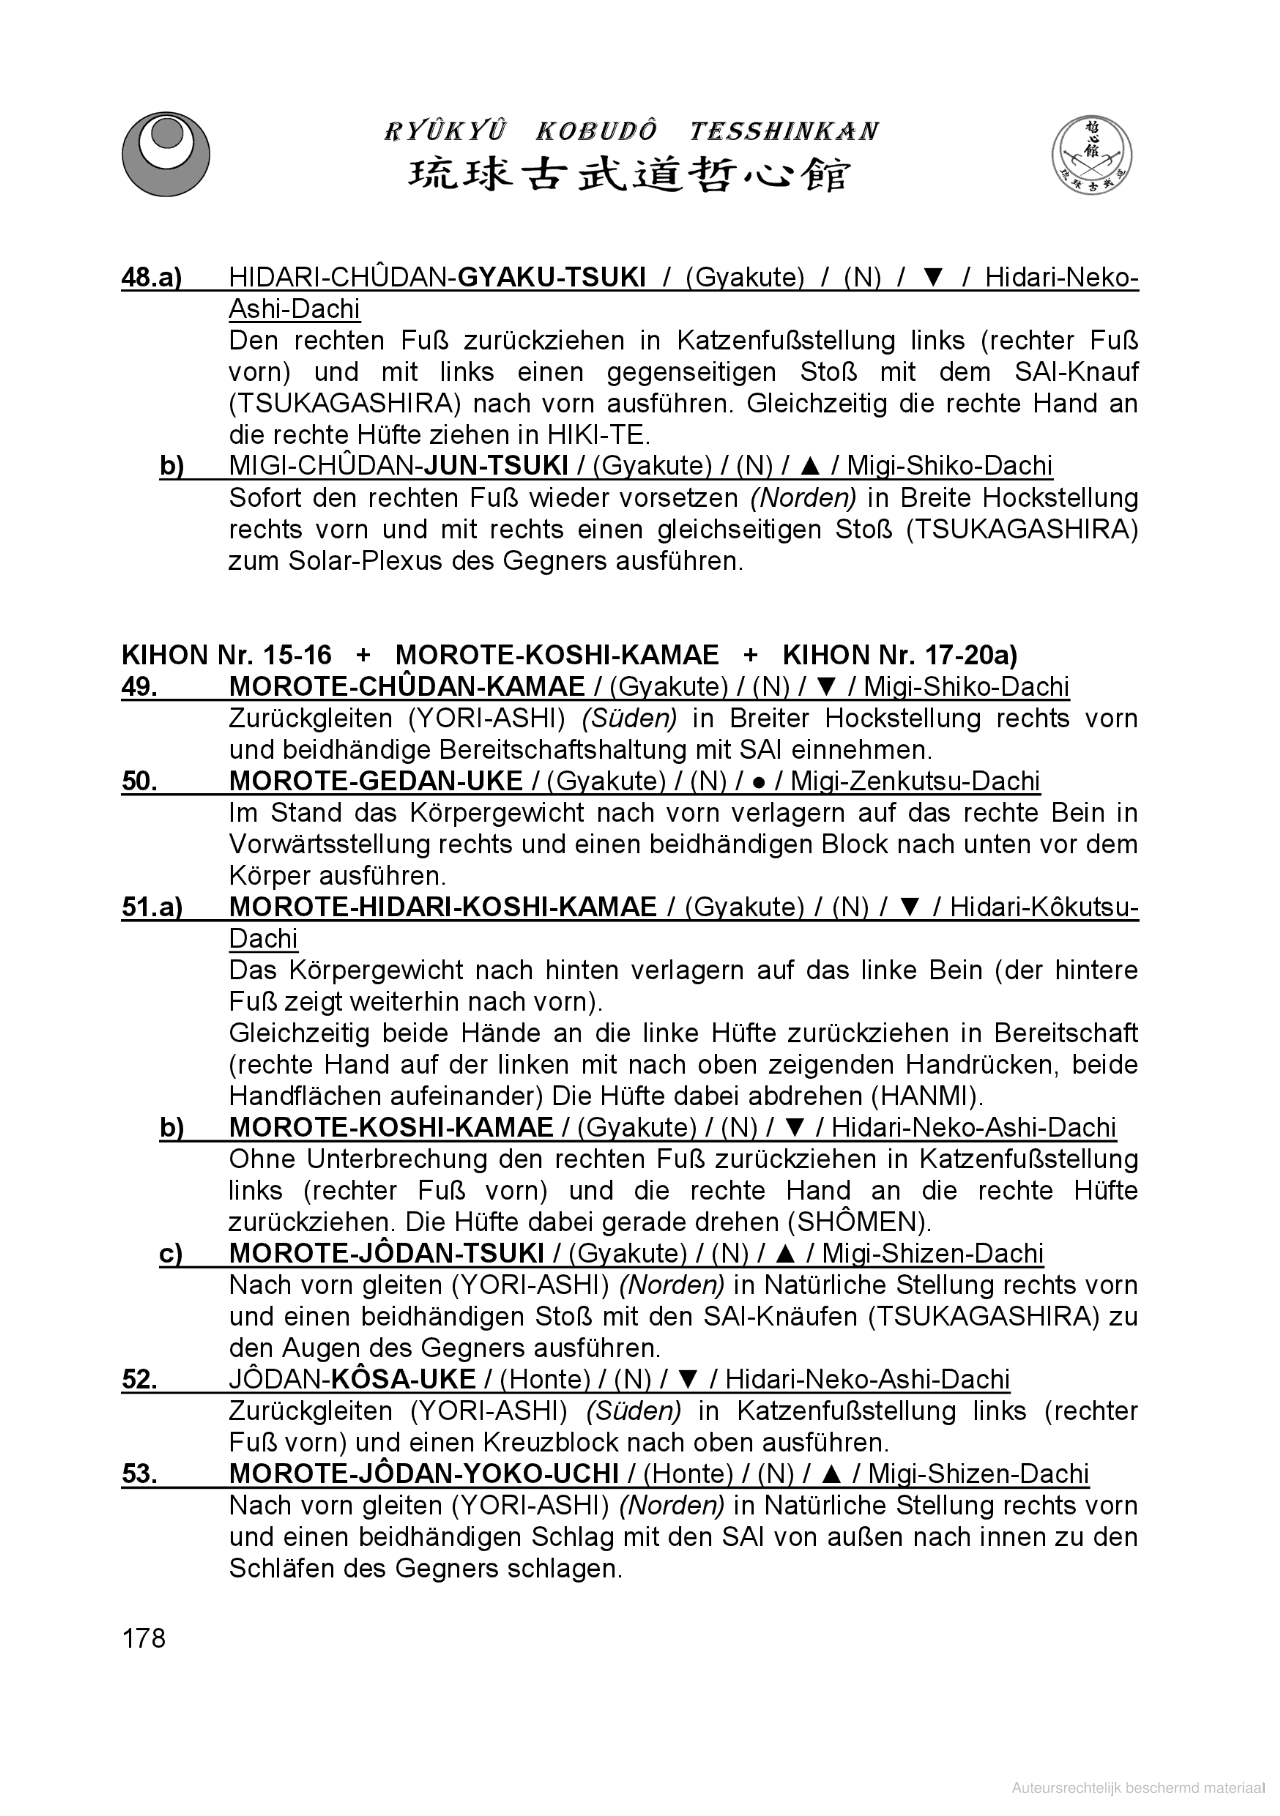 RYÛKYÛ KOBUDÔ TESSHINKAN
琉球古武道哲心館
哲心館
琉球古武道
48.a) HIDARI-CHÛDAN-GYAKU-TSUKI / (Gyakute) / (N) / ▼ / Hidari-Neko-
Ashi-Dachi
Den rechten Fuß zurückziehen in Katzenfußstellung links (rechter Fuß
vorn) und mit links einen gegenseitigen Stoß mit dem SAI-Knauf
(TSUKAGASHIRA) nach vorn ausführen. Gleichzeitig die rechte Hand an
die rechte Hüfte ziehen in HIKI-TE.
b) MIGI-CHÛDAN-JUN-TSUKI / (Gyakute) / (N) / ▲ / Migi-Shiko-Dachi
Sofort den rechten Fuß wieder vorsetzen (Norden) in Breite Hockstellung
rechts vorn und mit rechts einen gleichseitigen Stoß (TSUKAGASHIRA)
zum Solar-Plexus des Gegners ausführen.
KIHON Nr. 15-16 + MOROTE-KOSHI-KAMAE + KIHON Nr. 17-20a)
49. MOROTE-CHÛDAN-KAMAE / (Gyakute) / (N) / ▼ / Migi-Shiko-Dachi
Zurückgleiten (YORI-ASHI) (Süden) in Breiter Hockstellung rechts vorn
und beidhändige Bereitschaftshaltung mit SAI einnehmen.
50. MOROTE-GEDAN-UKE / (Gyakute) / (N) / ● / Migi-Zenkutsu-Dachi
Im Stand das Körpergewicht nach vorn verlagern auf das rechte Bein in
Vorwärtsstellung rechts und einen beidhändigen Block nach unten vor dem
Körper ausführen.
51.a) MOROTE-HIDARI-KOSHI-KAMAE / (Gyakute) / (N) / ▼ / Hidari-Kôkutsu-
Dachi
Das Körpergewicht nach hinten verlagern auf das linke Bein (der hintere
Fuß zeigt weiterhin nach vorn).
Gleichzeitig beide Hände an die linke Hüfte zurückziehen in Bereitschaft
(rechte Hand auf der linken mit nach oben zeigenden Handrücken, beide
Handflächen aufeinander) Die Hüfte dabei abdrehen (HANMI).
b) MOROTE-KOSHI-KAMAE / (Gyakute) / (N) / ▼ / Hidari-Neko-Ashi-Dachi
Ohne Unterbrechung den rechten Fuß zurückziehen in Katzenfußstellung
links (rechter Fuß vorn) und die rechte Hand an die rechte Hüfte
zurückziehen. Die Hüfte dabei gerade drehen (SHÔMEN).
c) MOROTE-JÔDAN-TSUKI / (Gyakute) / (N) / ▲ / Migi-Shizen-Dachi
Nach vorn gleiten (YORI-ASHI) (Norden) in Natürliche Stellung rechts vorn
und einen beidhändigen Stoß mit den SAI-Knäufen (TSUKAGASHIRA) zu
den Augen des Gegners ausführen.
52. JÔDAN-KÔSA-UKE / (Honte) / (N) / ▼ / Hidari-Neko-Ashi-Dachi
Zurückgleiten (YORI-ASHI) (Süden) in Katzenfußstellung links (rechter
Fuß vorn) und einen Kreuzblock nach oben ausführen.
53. MOROTE-JÔDAN-YOKO-UCHI / (Honte) / (N) / ▲ / Migi-Shizen-Dachi
Nach vorn gleiten (YORI-ASHI) (Norden) in Natürliche Stellung rechts vorn
und einen beidhändigen Schlag mit den SAI von außen nach innen zu den
Schläfen des Gegners schlagen.
178
Auteursrechtelijk beschermd materiaal